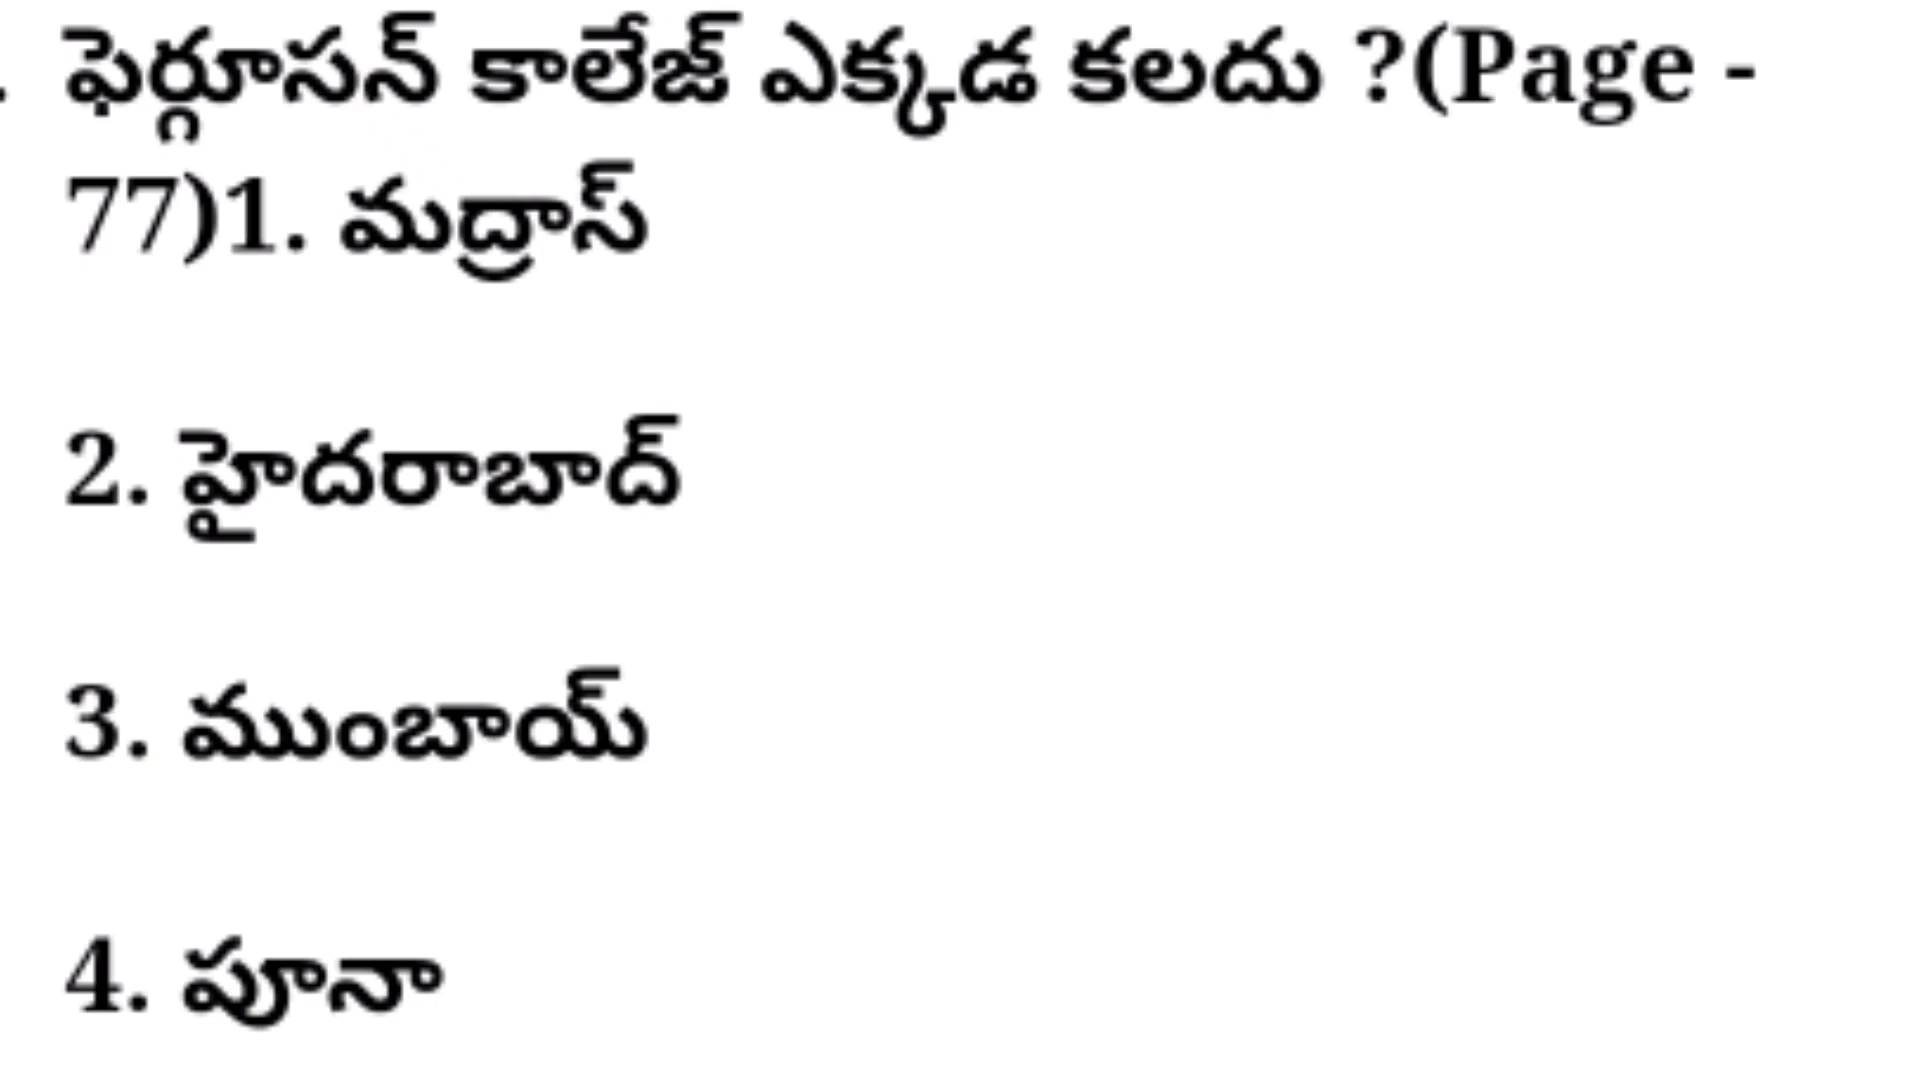 . ఫెర్గూసన్ కాలేజ్ ఎక్కడ కలదు ?(Page -
77)1. మద్రాస్
2. హైదరాబాద్
3. ముంబాయ్
4. పూనా